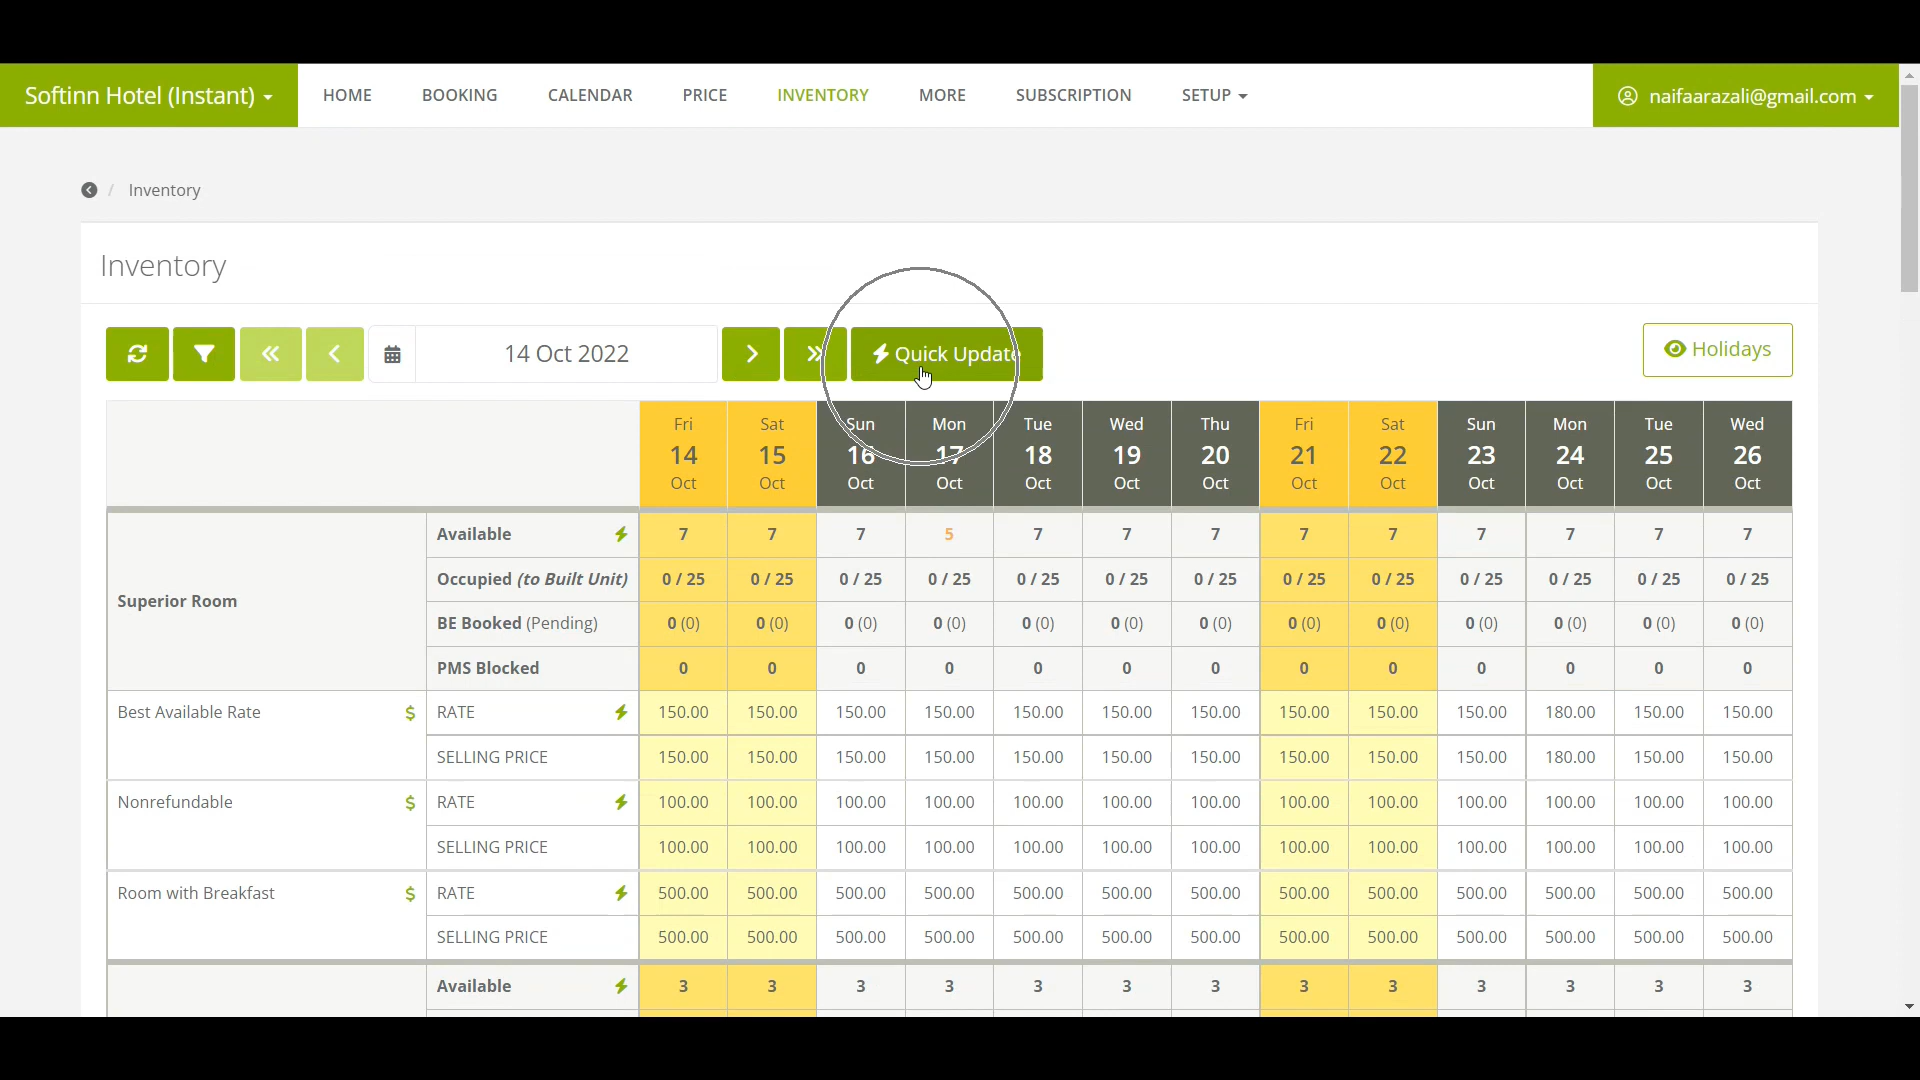 Softinn Hotel (Instant) HOME BOOKING CALENDAR PRICE INVENTORY MORE SUBSCRIPTION SETUP naifaarazali@gmail.com
/ Inventory
Inventory
14 Oct 2022 Quick Update Holidays
Fri Sat Sun Mon Tue Wed Thu Fri Sat Sun Mon Tue Wed
14 15 16 17 18 19 20 21 22 23 24 25 26
Oct Oct Oct Oct Oct Oct Oct Oct Oct Oct Oct Oct Oct
Available 7 7 7 5 7 7 7 7 7 7 7 7 7
Occupied (to Built Unit) 0 / 25 0 / 25 0 / 25 0 / 25 0 / 25 0 / 25 0 / 25 0 / 25 0 / 25 0 / 25 0 / 25 0 / 25 0 / 25
Superior Room
BE Booked (Pending) 0 (0) 0 (0) 0 (0) 0 (0) 0 (0) 0 (0) 0 (0) 0 (0) 0 (0) 0 (0) 0 (0) 0 (0) 0 (0)
PMS Blocked 0 0 0 0 0 0 0 0 0 0 0 0 0
Best Available Rate $ RATE 150.00 150.00 150.00 150.00 150.00 150.00 150.00 150.00 150.00 150.00 180.00 150.00 150.00
SELLING PRICE 150.00 150.00 150.00 150.00 150.00 150.00 150.00 150.00 150.00 150.00 180.00 150.00 150.00
Nonrefundable $ RATE 100.00 100.00 100.00 100.00 100.00 100.00 100.00 100.00 100.00 100.00 100.00 100.00 100.00
SELLING PRICE 100.00 100.00 100.00 100.00 100.00 100.00 100.00 100.00 100.00 100.00 100.00 100.00 100.00
Room with Breakfast $ RATE 500.00 500.00 500.00 500.00 500.00 500.00 500.00 500.00 500.00 500.00 500.00 500.00 500.00
SELLING PRICE 500.00 500.00 500.00 500.00 500.00 500.00 500.00 500.00 500.00 500.00 500.00 500.00 500.00
Available 3 3 3 3 3 3 3 3 3 3 3 3 3